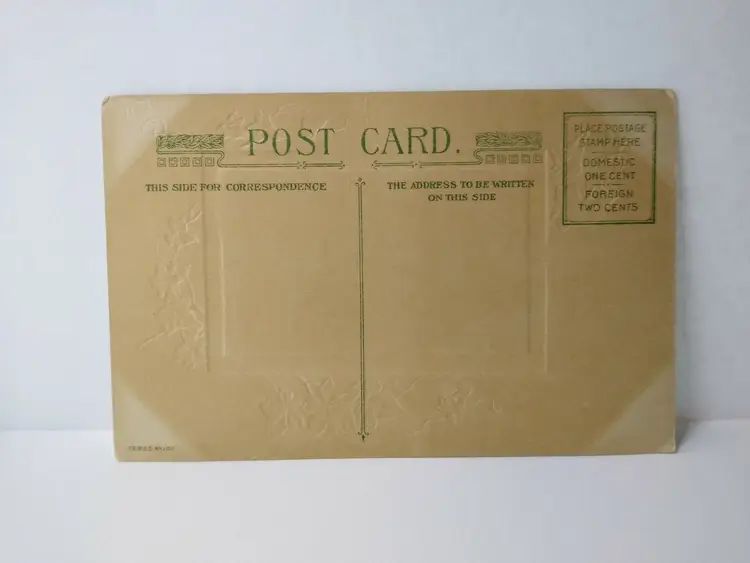 POST CARD.
THIS SIDE FOR CORRESPONDENCE
THE ADDRESS TO BE WRITTEN
ON THIS SIDE
PLACE POSTAGE
STAMP HERE
DOMESTIC
ONE CENT
FOREIGN
TWO CENTS
SERIES